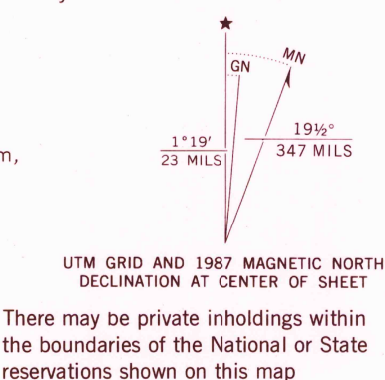 ★
MN
GN
1°19′
23 MILS
19½°
347 MILS
m,
UTM GRID AND 1987 MAGNETIC NORTH
DECLINATION AT CENTER OF SHEET
There may be private inholdings within
the boundaries of the National or State
reservations shown on this map